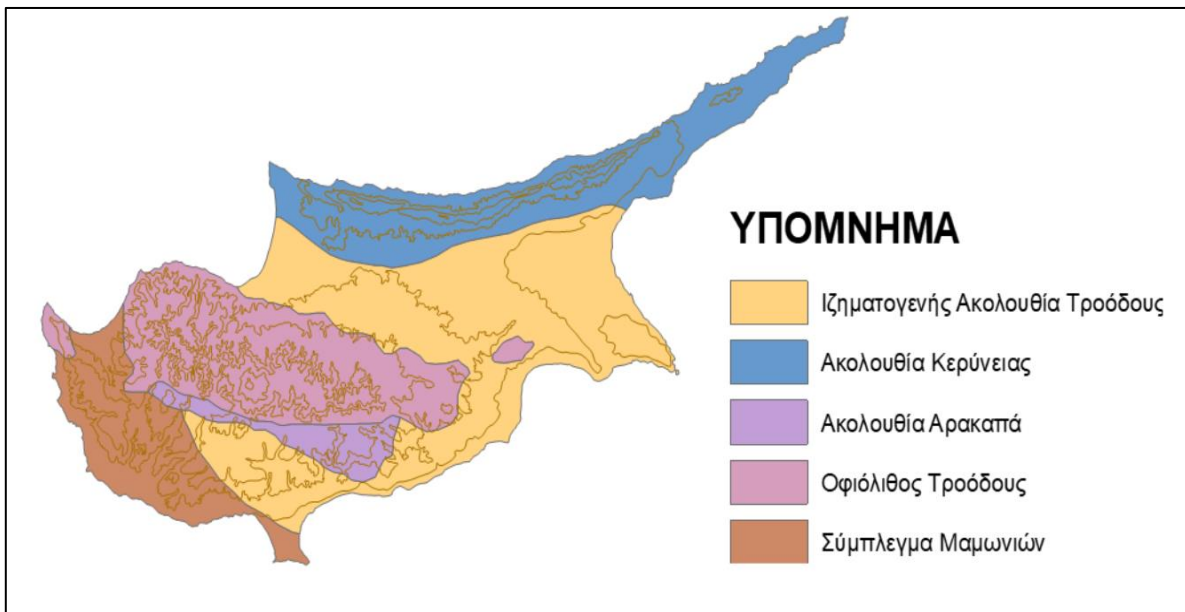 ΥΠΟΜΝΗΜΑ
Ιζηματογενής Ακολουθία Τροόδους
Ακολουθία Κερύνειας
Ακολουθία Αρακαπά
Οφιόλιθος Τροόδους
Σύμπλεγμα Μαμωνιών